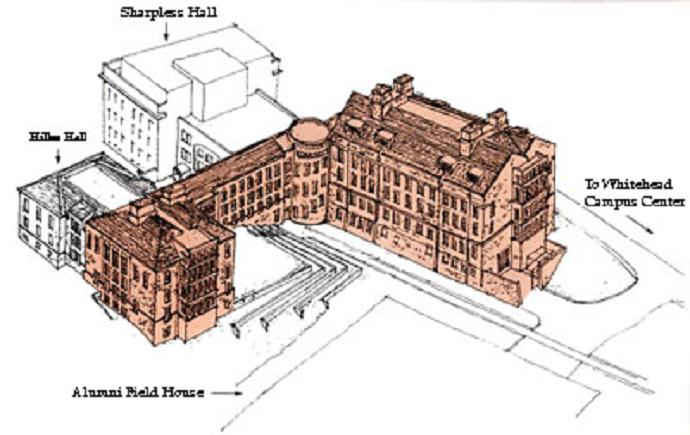 Sharpless Hall
Hilles Hall
To Whitehead
Campus Center
Alumni Field House